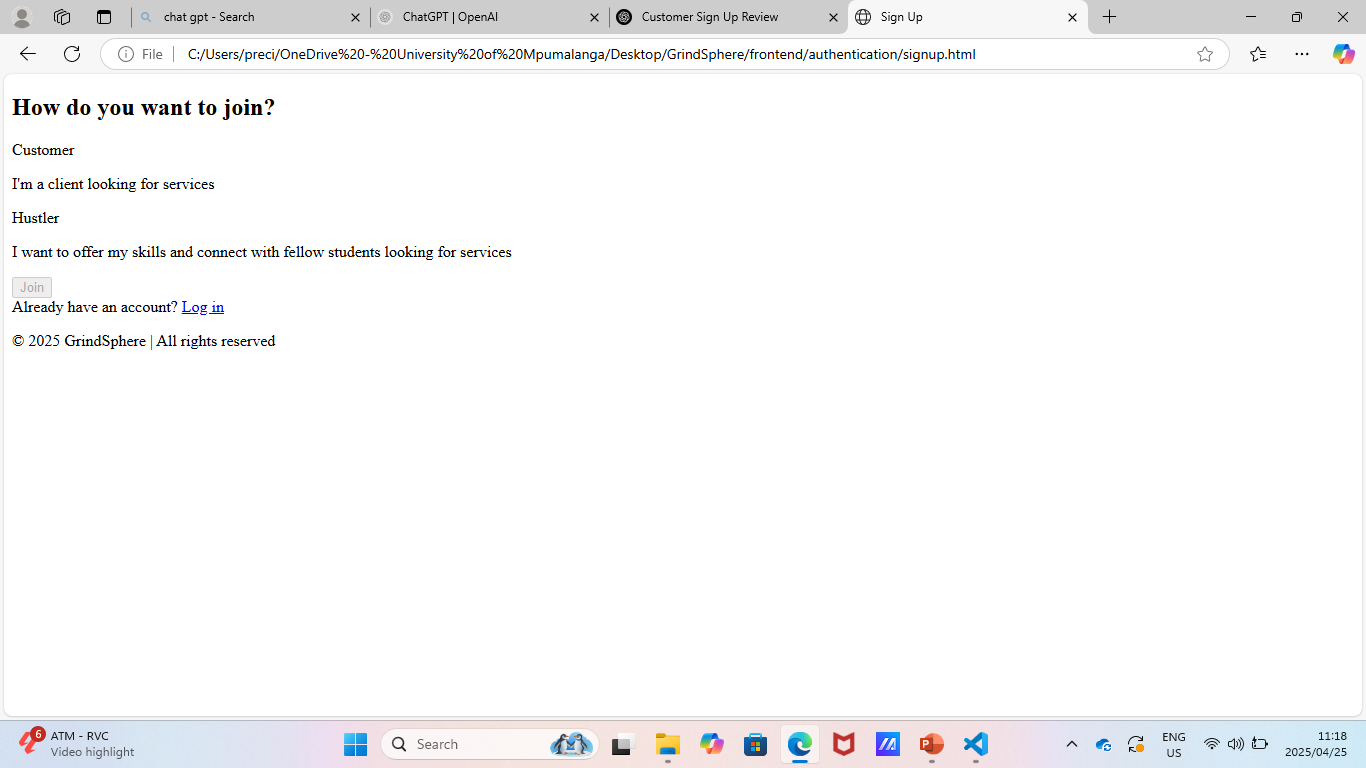 chat gpt - Search
ChatGPT | OpenAI
Customer Sign Up Review
Sign Up
File
C:/Users/preci/OneDrive%20-%20University%20of%20Mpumalanga/Desktop/GrindSphere/frontend/authentication/signup.html
How do you want to join?
Customer
I'm a client looking for services
Hustler
I want to offer my skills and connect with fellow students looking for services
Join
Already have an account? Log in
© 2025 GrindSphere | All rights reserved
6
ATM - RVC
Video highlight
Search
ENG
US
11:18
2025/04/25